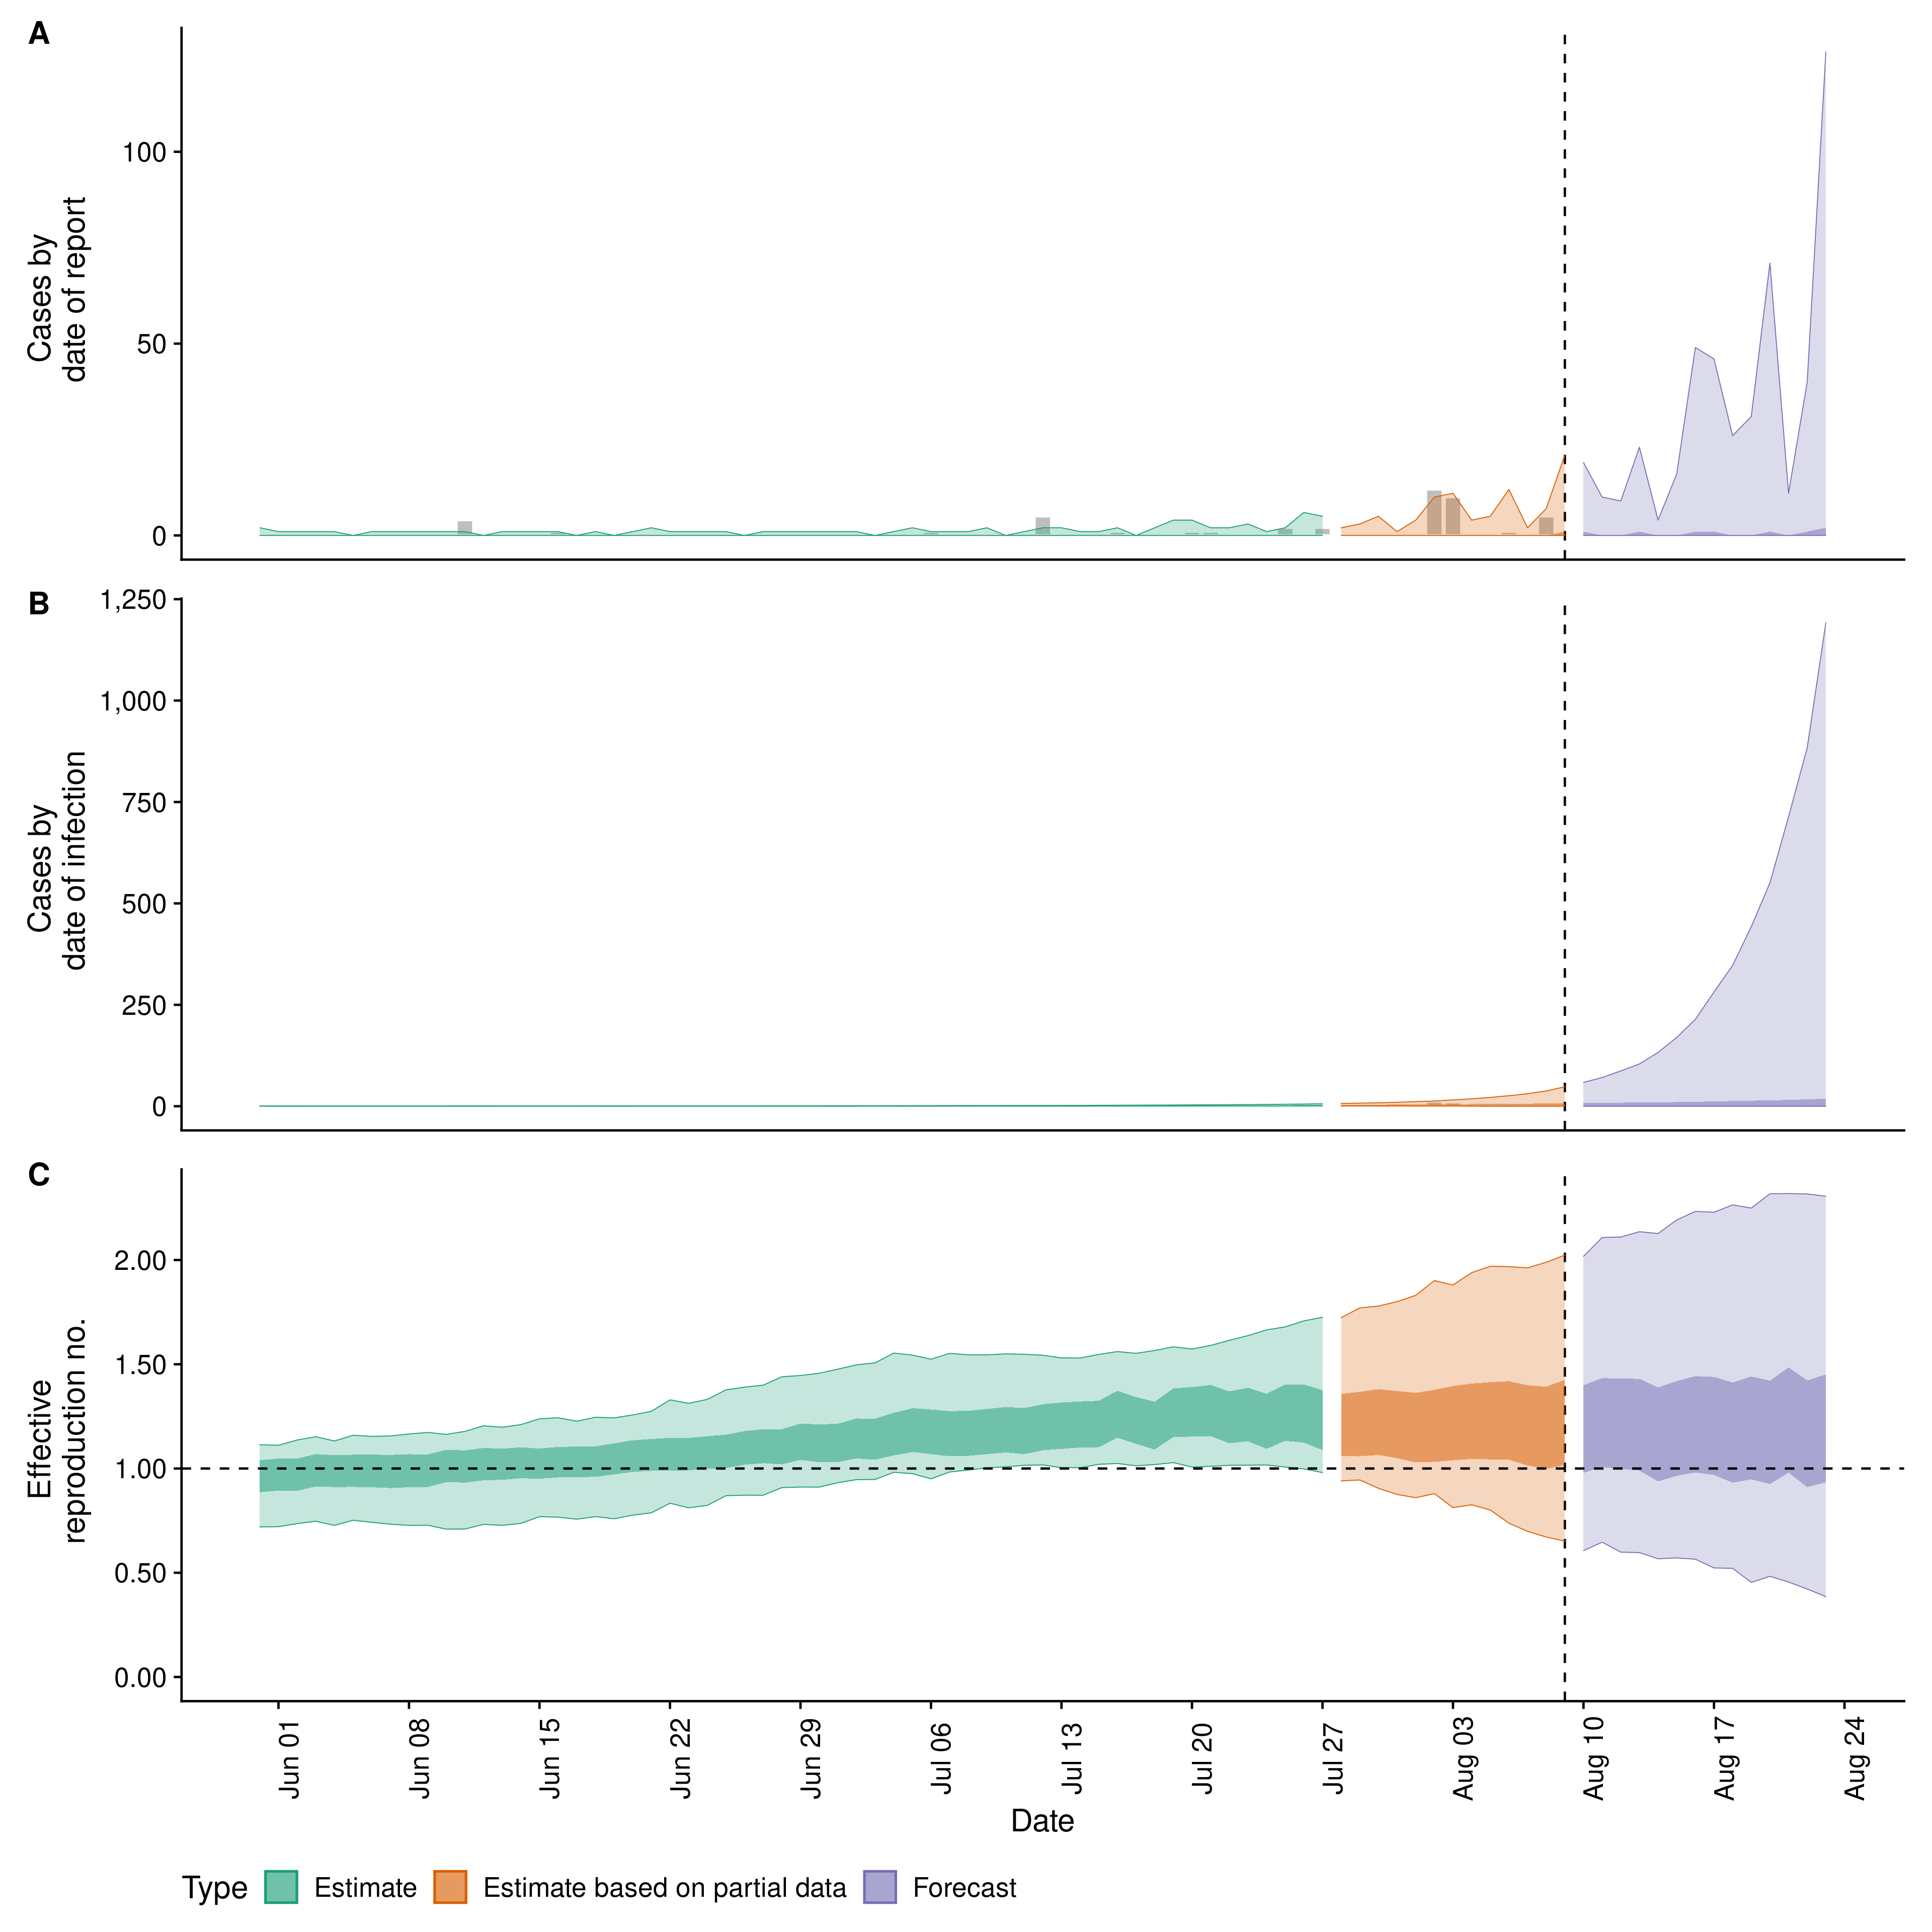 A
Cases by
date of report
100
50
0
B
Cases by
date of infection
1,250
1,000
750
500
250
0
C
Effective
reproduction no.
2.00
1.50
1.00
0.50
0.00
Jun 01
Jun 08
Jun 15
Jun 22
Jun 29
Jul 06
Jul 13
Jul 20
Jul 27
Aug 03
Aug 10
Aug 17
Aug 24
Date
Type Estimate Estimate based on partial data Forecast